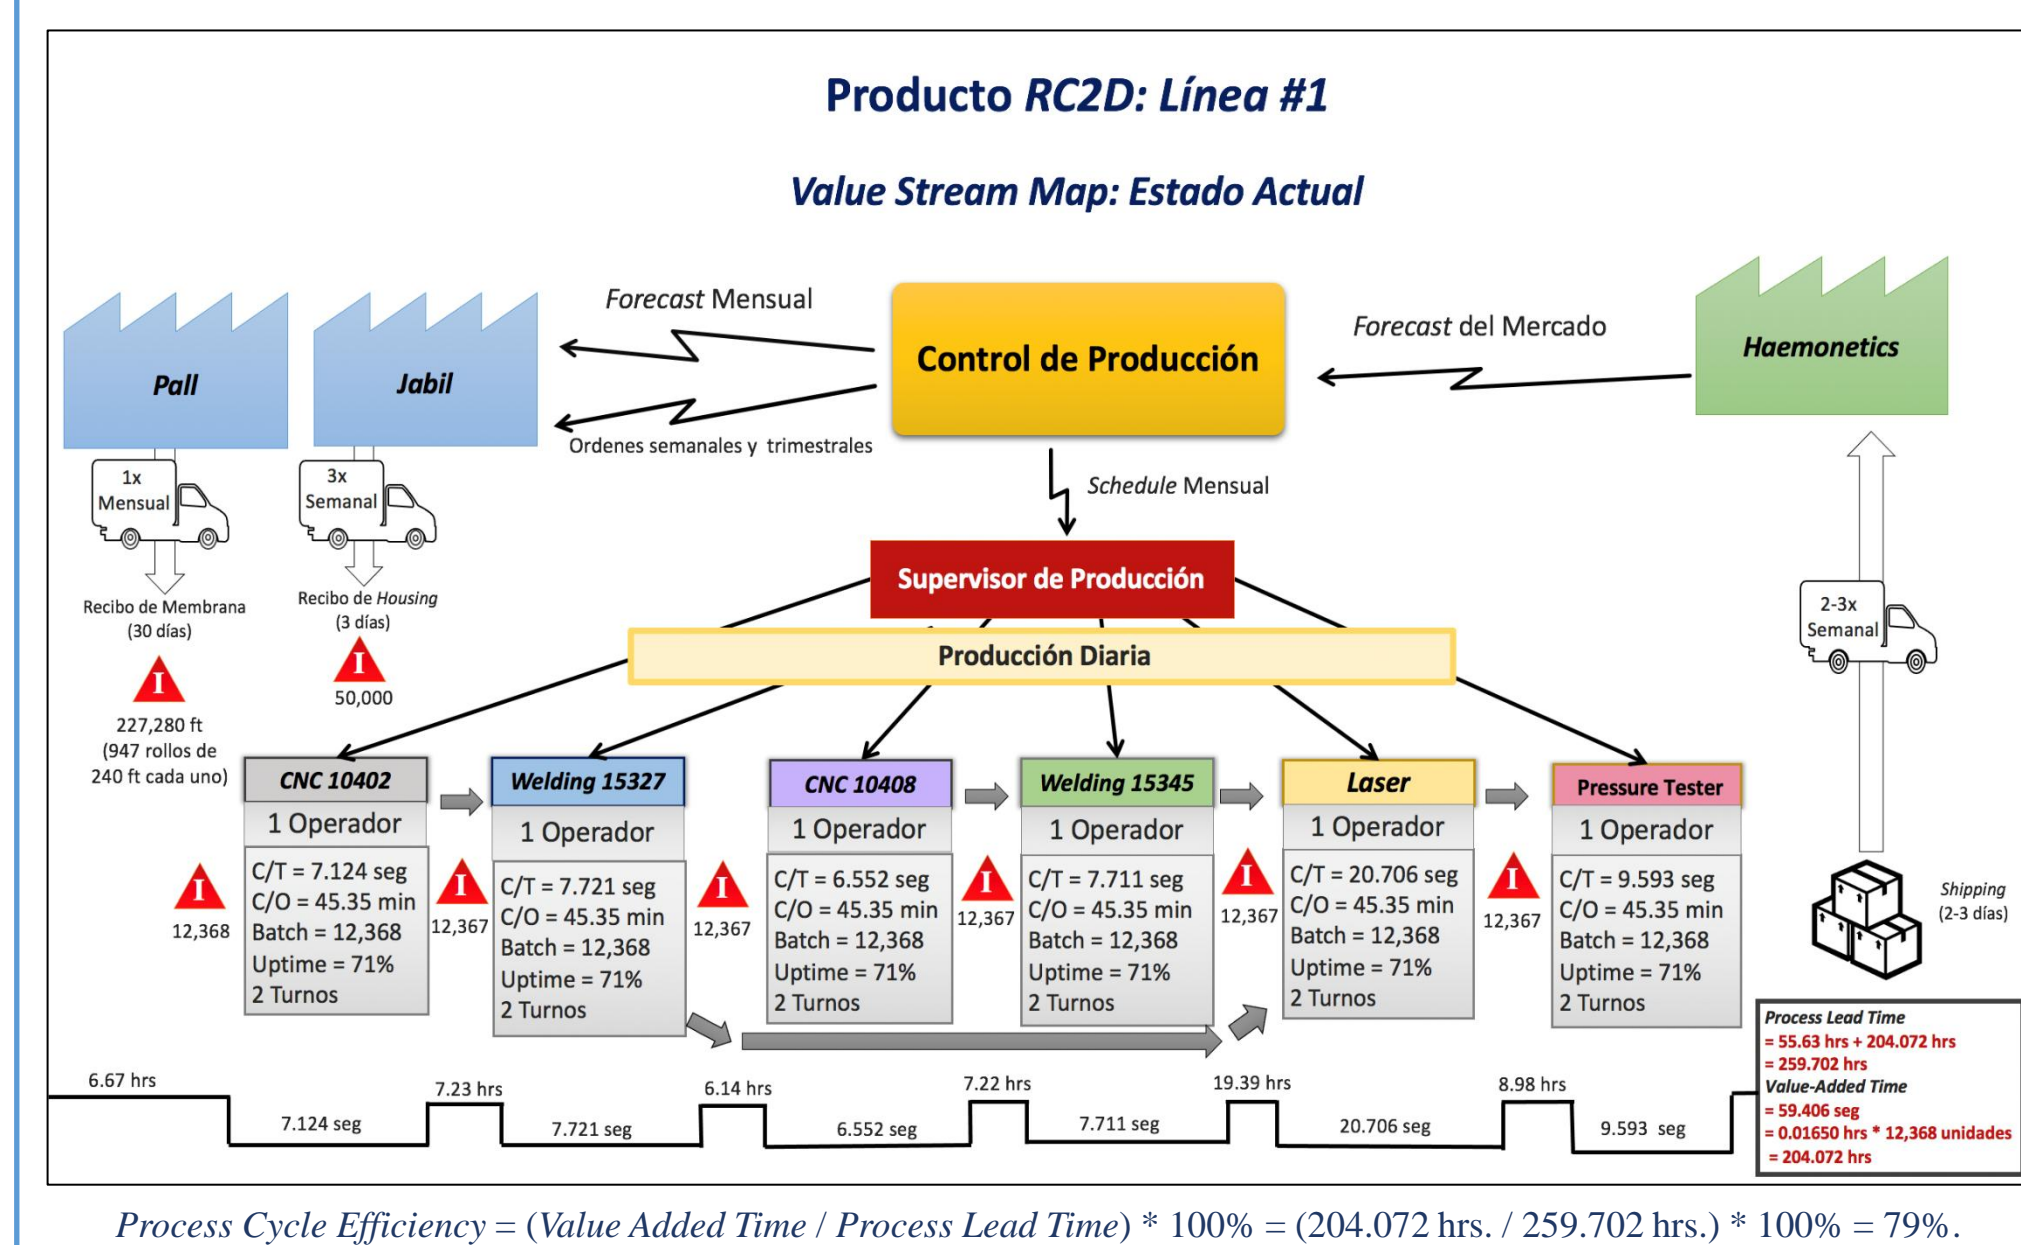 Producto RC2D: Línea #1
Value Stream Map: Estado Actual
Pall
Jabil
Forecast Mensual
Ordenes semanales y trimestrales
Control de Producción
Forecast del Mercado
Haemonetics
1x
Mensual
3x
Semanal
Schedule Mensual
Recibo de Membrana
(30 días)
I
227,280 ft
(947 rollos de
240 ft cada uno)
Recibo de Housing
(3 días)
I
50,000
Supervisor de Producción
Producción Diaria
2-3x
Semanal
Shipping
(2-3 días)
I
12,368
CNC 10402
1 Operador
C/T = 7.124 seg
C/O = 45.35 min
Batch = 12,368
Uptime = 71%
2 Turnos
I
12,367
Welding 15327
1 Operador
C/T = 7.721 seg
C/O = 45.35 min
Batch = 12,368
Uptime = 71%
2 Turnos
I
12,367
CNC 10408
1 Operador
C/T = 6.552 seg
C/O = 45.35 min
Batch = 12,368
Uptime = 71%
2 Turnos
I
12,367
Welding 15345
1 Operador
C/T = 7.711 seg
C/O = 45.35 min
Batch = 12,368
Uptime = 71%
2 Turnos
I
12,367
Laser
1 Operador
C/T = 20.706 seg
C/O = 45.35 min
Batch = 12,368
Uptime = 71%
2 Turnos
I
12,367
Pressure Tester
1 Operador
C/T = 9.593 seg
C/O = 45.35 min
Batch = 12,368
Uptime = 71%
2 Turnos
6.67 hrs
7.124 seg
7.23 hrs
7.721 seg
6.14 hrs
6.552 seg
7.22 hrs
7.711 seg
19.39 hrs
20.706 seg
8.98 hrs
9.593 seg
Process Lead Time
= 55.63 hrs + 204.072 hrs
= 259.702 hrs
Value-Added Time
= 59.406 seg
= 0.01650 hrs * 12,368 unidades
= 204.072 hrs
Process Cycle Efficiency = (Value Added Time / Process Lead Time) * 100% = (204.072 hrs. / 259.702 hrs.) * 100% = 79%.